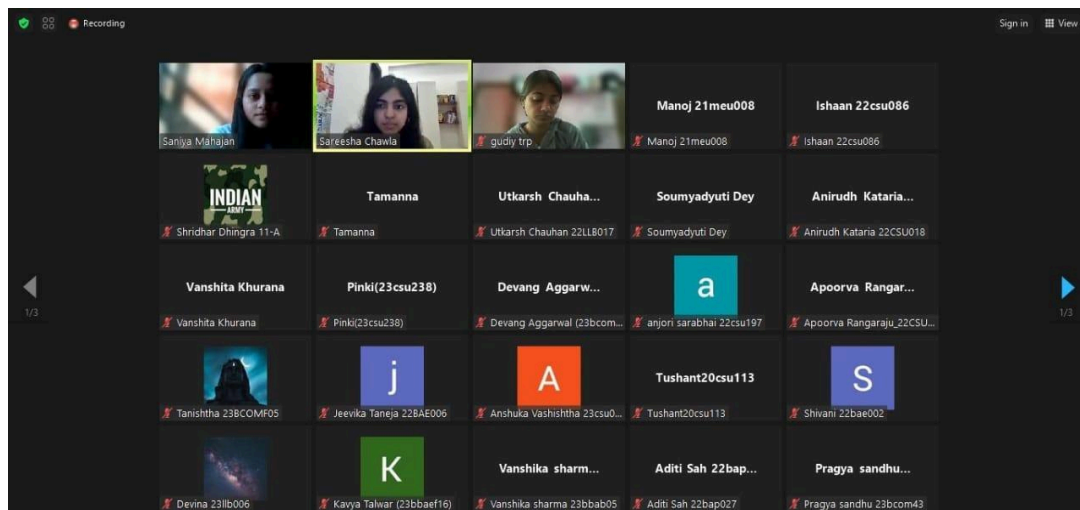 Recording
Sign in
View
Saniya Mahajan
Sareesha Chawla
gudiy trp
Manoj 21meu008
Manoj 21meu008
Ishaan 22csu086
Ishaan 22csu086
INDIAN
ARMY
Shridhar Dhingra 11-A
Tamanna
Tamanna
Utkarsh Chauha...
Utkarsh Chauhan 22LLB017
Soumyadyuti Dey
Soumyadyuti Dey
Anirudh Kataria...
Anirudh Kataria 22CSU018
1/3
Vanshita Khurana
Vanshita Khurana
Pinki(23csu238)
Pinki(23csu238)
Devang Aggarw...
Devang Aggarwal (23bcom...
a
anjori sarabhai 22csu197
Apoorva Rangar...
Apoorva Rangaraju_22CSU...
1/3
Tanishtha 23BCOMF05
j
Jeevika Taneja 22BAE006
A
Anshuka Vashishtha 23csu0...
Tushant20csu113
Tushant20csu113
S
Shivani 22bae002
Devina 23llb006
K
Kavya Talwar (23bbaef16)
Vanshika sharm...
Vanshika sharma 23bbab05
Aditi Sah 22bap...
Aditi Sah 22bap027
Pragya sandhu...
Pragya sandhu 23bcom43